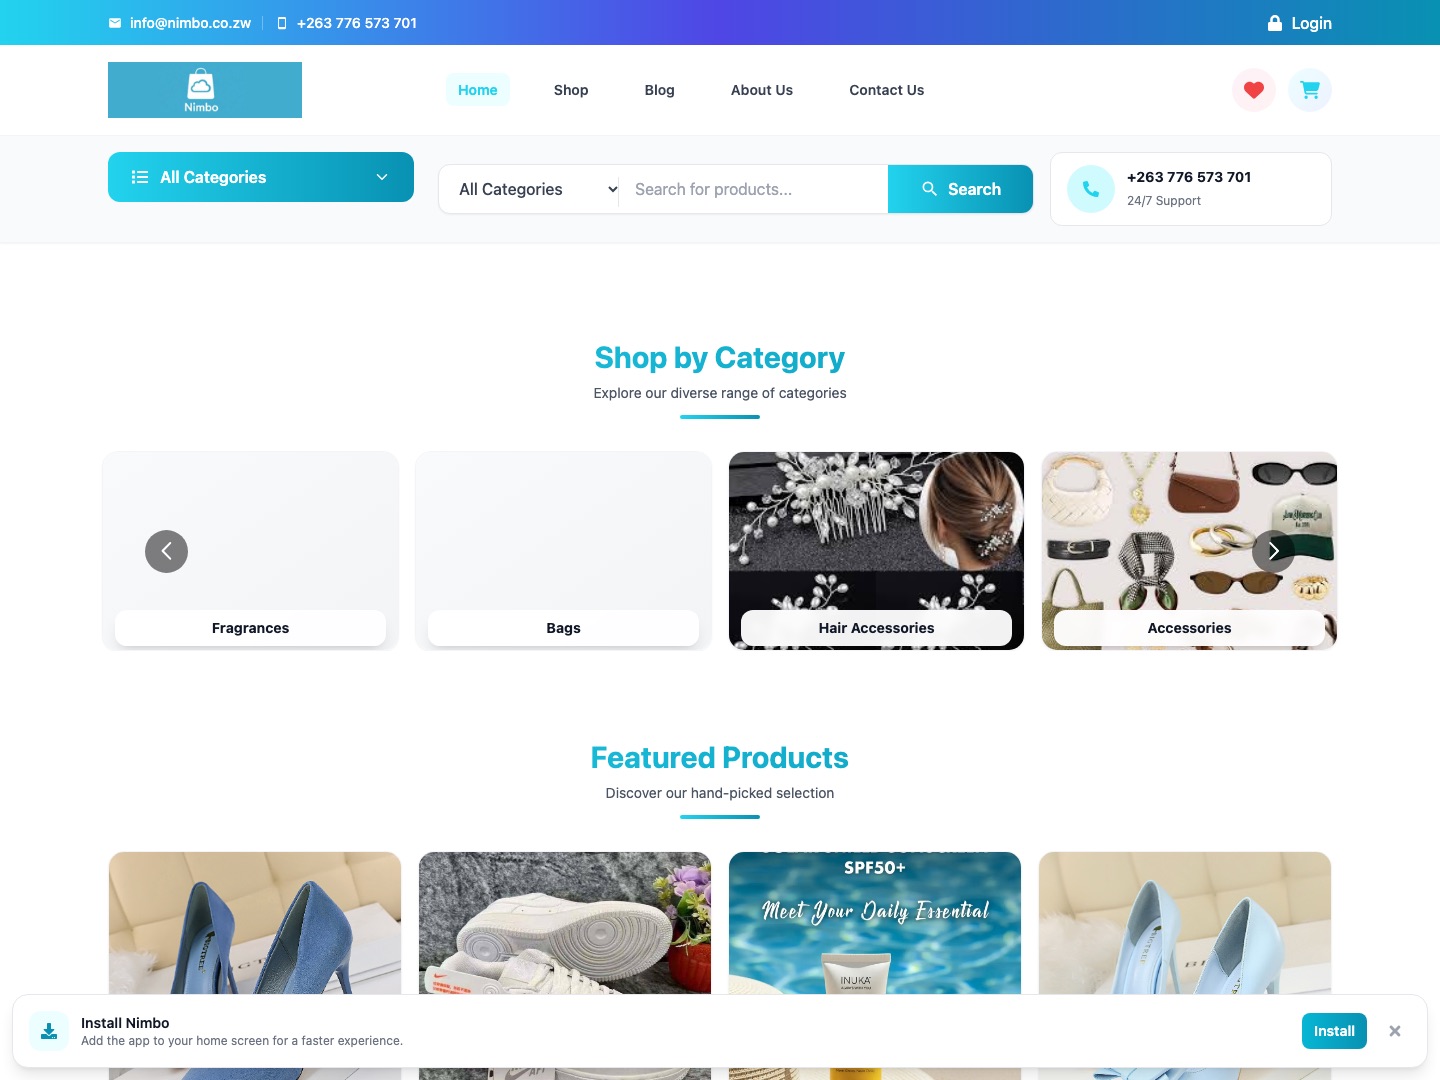 info@nimbo.co.zw
+263 776 573 701
Login
Nimbo
Home
Shop
Blog
About Us
Contact Us
All Categories
All Categories
Search for products...
Search
+263 776 573 701
24/7 Support
Shop by Category
Explore our diverse range of categories
Fragrances
Bags
Hair Accessories
Accessories
Featured Products
Discover our hand-picked selection
SPF50+
Meet Your Daily Essential
INUKA
Install Nimbo
Add the app to your home screen for a faster experience.
Install